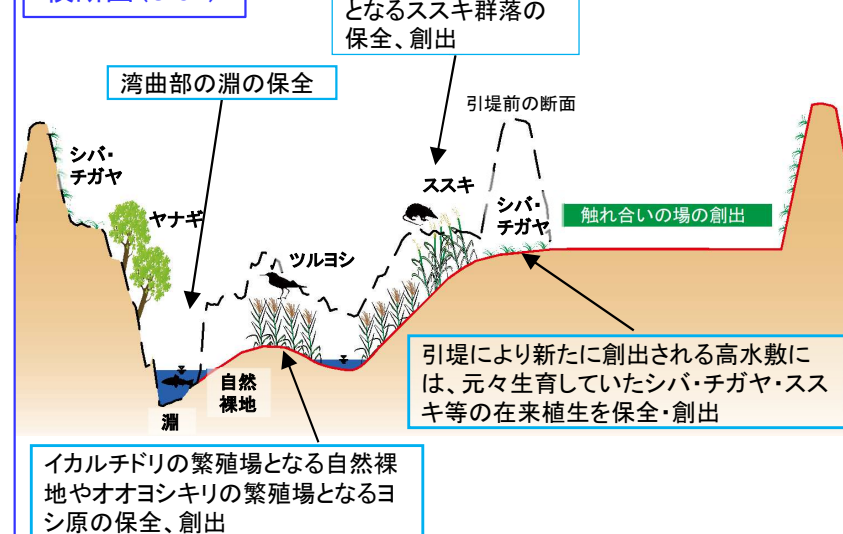 となるススキ群落の
保全、創出
湾曲部の淵の保全
引堤前の断面
シバ・
チガヤ
ヤナギ
ススキ
シバ・
チガヤ
触れ合いの場の創出
ツルヨシ
自然
裸地
淵
引堤により新たに創出される高水敷に
は、元々生育していたシバ・チガヤ・スス
キ等の在来植生を保全・創出
イカルチドリの繁殖場となる自然裸
地やオオヨシキリの繁殖場となるヨ
シ原の保全、創出